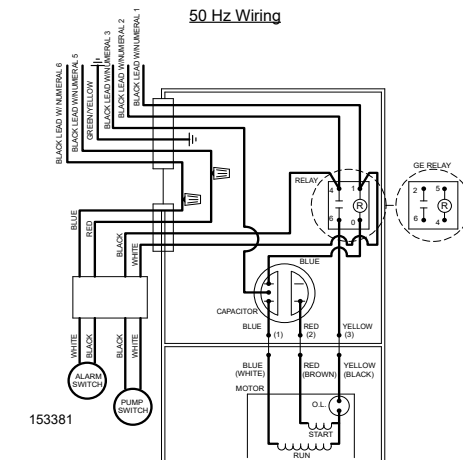 50 Hz Wiring
BLACK LEAD W/ NUMERAL 6
BLACK LEAD W/NUMERAL 5
GREEN/YELLOW
BLACK LEAD W/NUMERAL 3
BLACK LEAD W/NUMERAL 2
BLACK LEAD W/NUMERAL 1
GE RELAY
RELAY
4 1
R
6 0
2 5
R
6 4
BLUE
RED
BLACK
WHITE
BLUE
CAPACITOR
BLUE
(1)
RED
(2)
YELLOW
(3)
WHITE
BLACK
BLACK
WHITE
BLUE
(WHITE)
RED
(BROWN)
YELLOW
(BLACK)
MOTOR
ALARM
SWITCH
PUMP
SWITCH
O.L.
START
RUN
153381